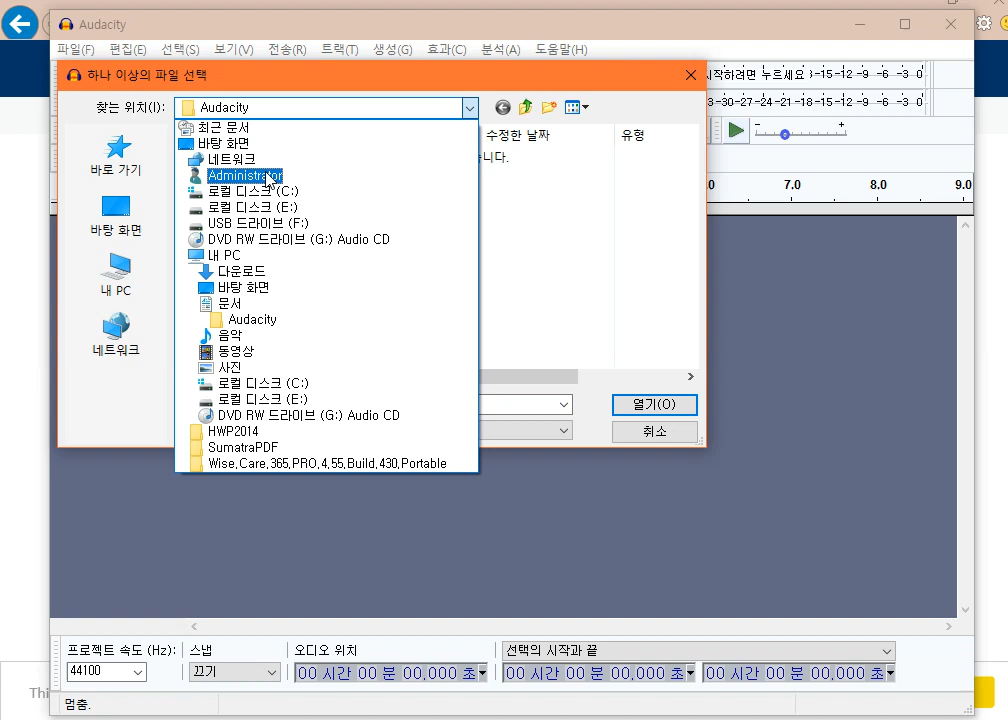 Audacity
파일(F) 편집(E) 선택(S) 보기(V) 전송(R) 트랙(T) 생성(G) 효과(C) 분석(A) 도움말(H)
하나 이상의 파일 선택
시작하려면 누르세요 -15 -12 -9 -6 -3 0
찾는 위치(I): Audacity
-30 -27 -24 -21 -18 -15 -12 -9 -6 -3 0
최근 문서
수정한 날짜 유형
바탕 화면
네트워크
니다.
바로 가기
Administrator
로컬 디스크 (C:)
7.0 8.0 9.0
로컬 디스크 (E:)
USB 드라이브 (F:)
바탕 화면
DVD RW 드라이브 (G:) Audio CD
내 PC
다운로드
바탕 화면
내 PC
문서
Audacity
음악
네트워크
동영상
사진
로컬 디스크 (C:)
로컬 디스크 (E:)
열기(O)
DVD RW 드라이브 (G:) Audio CD
HWP2014
취소
SumatraPDF
Wise,Care,365,PRO,4,55,Build,430,Portable
프로젝트 속도 (Hz): 스냅 오디오 위치 선택의 시작과 끝
44100 끄기 00 시간 00 분 00,000 초 00 시간 00 분 00,000 초 00 시간 00 분 00,000 초
Thi
멈춤.